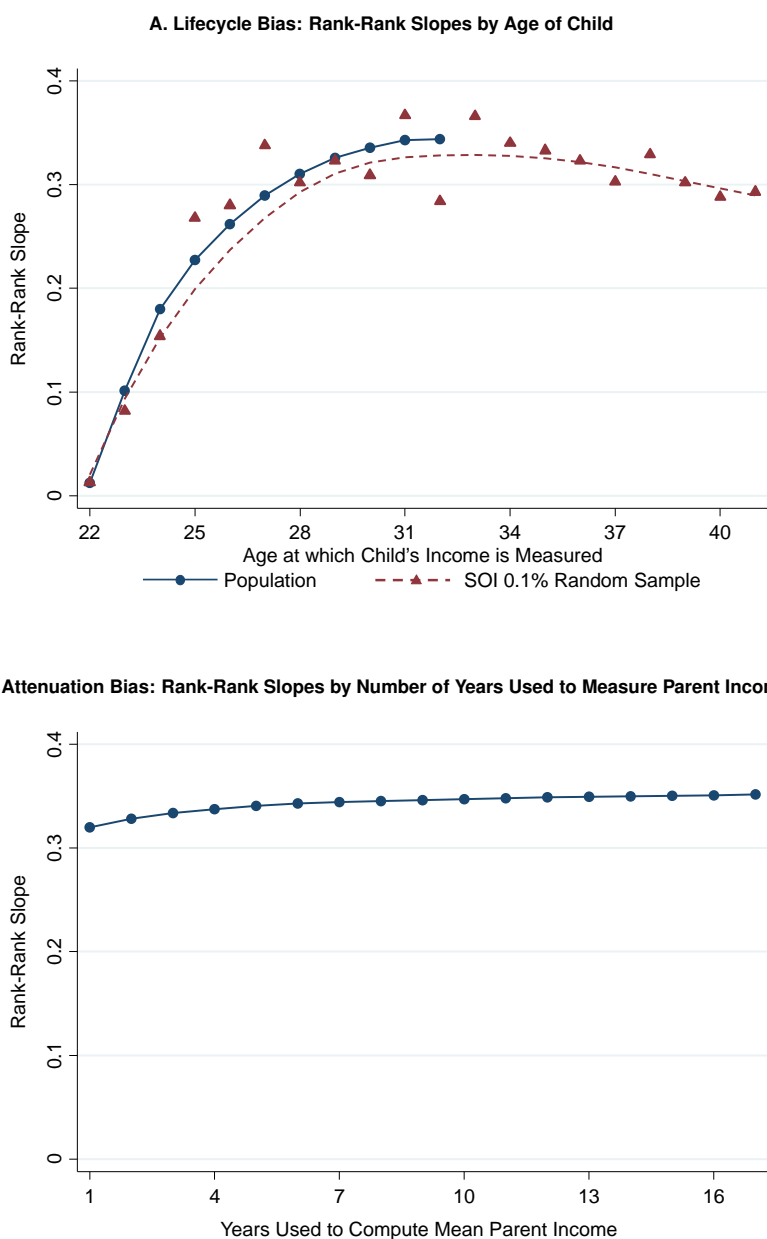 A. Lifecycle Bias: Rank-Rank Slopes by Age of Child
0.4
0.3
0.2
0.1
0
Rank-Rank Slope
22 25 28 31 34 37 40
Age at which Child's Income is Measured
Population SOI 0.1% Random Sample
Attenuation Bias: Rank-Rank Slopes by Number of Years Used to Measure Parent
0.4
0.3
0.2
0.1
0
Rank-Rank Slope
1 4 7 10 13 16
Years Used to Compute Mean Parent Income